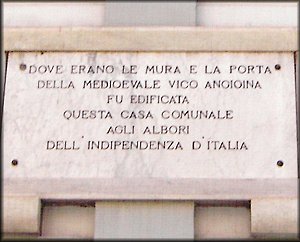 DOVE ERANO LE MURA E LA PORTA
DELLA MEDIOEVALE VICO ANGIOINA
FU EDIFICATA
QUESTA CASA COMUNALE
AGLI ALBORI
DELL'INDIPENDENZA D'ITALIA